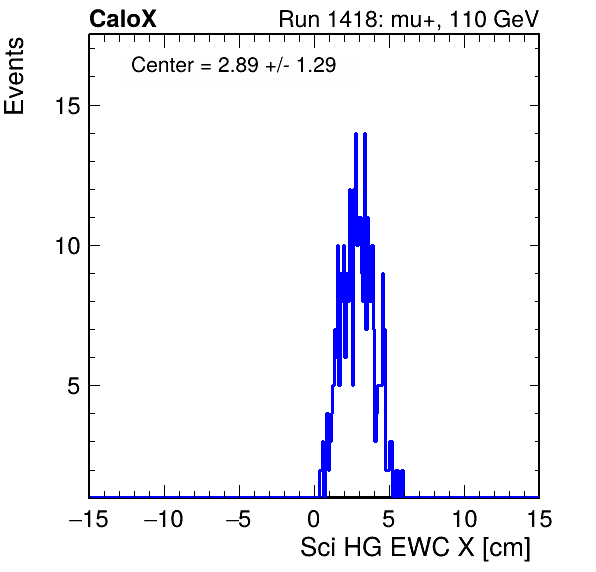 CaloX Run 1418: mu+, 110 GeV
Events
Center = 2.89 +/- 1.29
15
10
5
−15 −10 −5 0 5 10 15
Sci HG EWC X [cm]